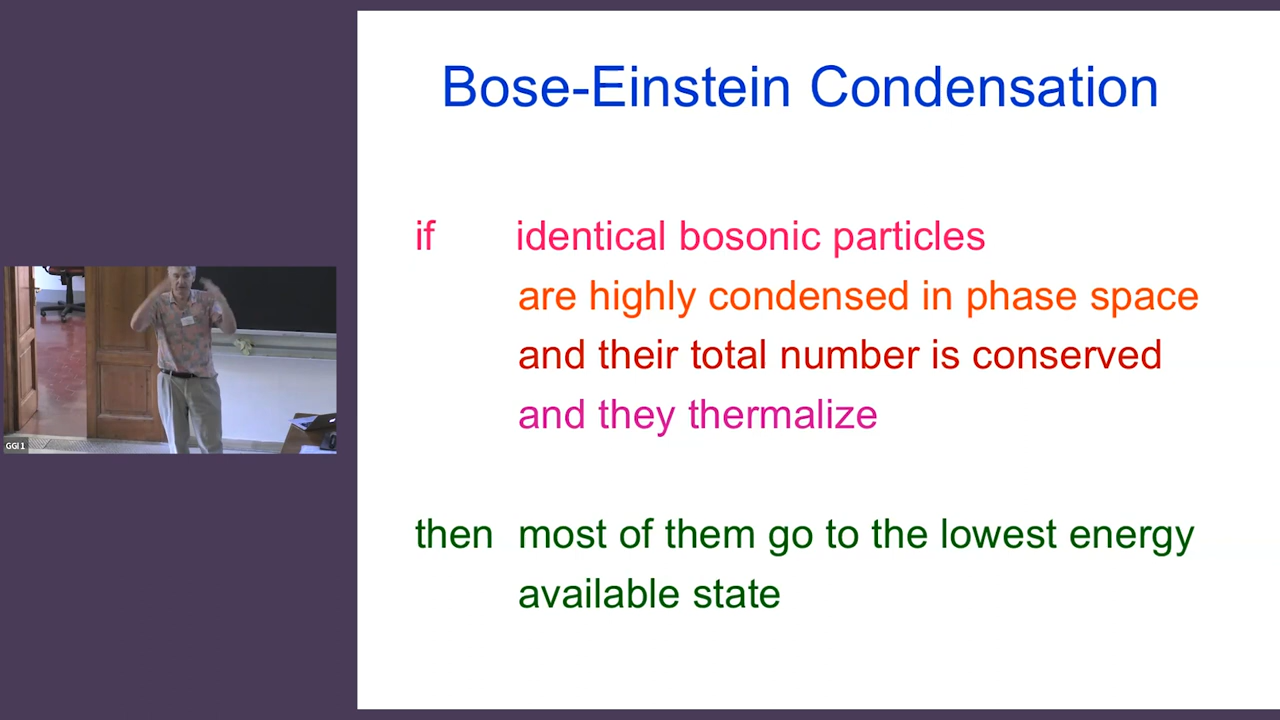 Bose-Einstein Condensation
if identical bosonic particles
are highly condensed in phase space
and their total number is conserved
and they thermalize
then most of them go to the lowest energy
available state
GGI 1